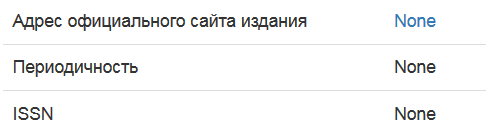 Адрес официального сайта издания None
Периодичность None
ISSN None